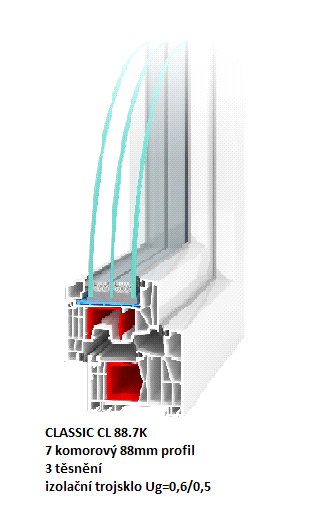 CLASSIC CL 88.7K
7 komorový 88mm profil
3 těsnění
izolační trojsklo Ug=0,6/0,5